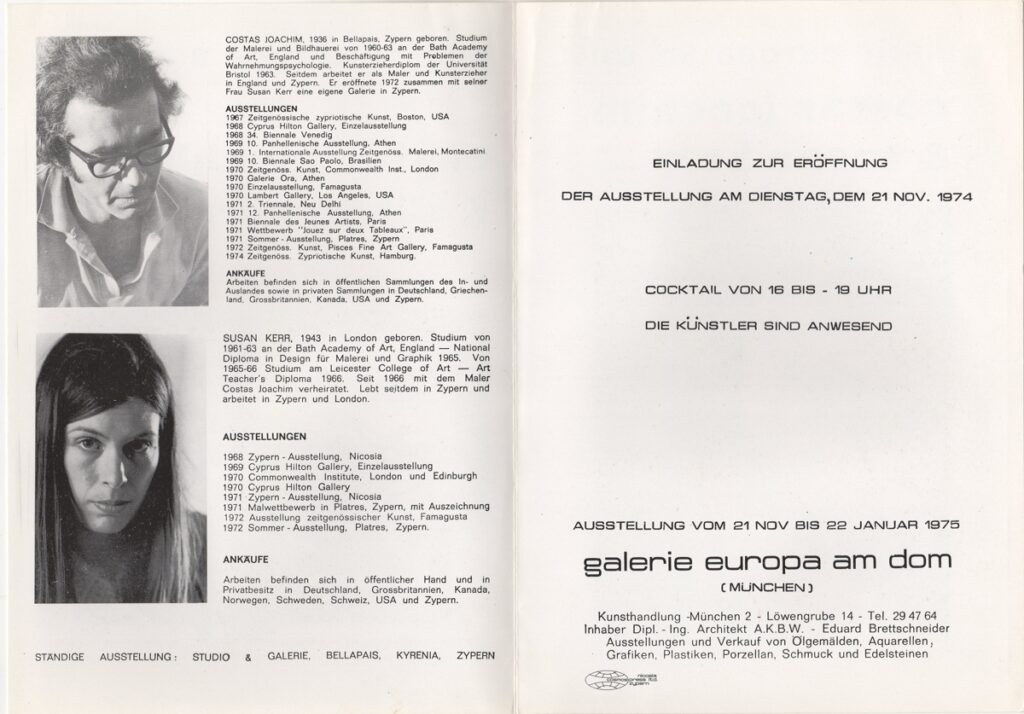 COSTAS JOACHIM, 1936 in Bellapais, Zypern geboren. Studium
der Malerei und Bildhauerei von 1960-63 an der Bath Academy
of Art, England und Beschäftigung mit Problemen der
Wahrnehmungspsychologie. Kunsterzieherdiplom der Universität
Bristol 1963. Seitdem arbeitet er als Maler und Kunsterzieher
in England und Zypern. Er eröffnete 1972 zusammen mit seiner
Frau Susan Kerr eine eigene Galerie in Zypern.
AUSSTELLUNGEN
1967 Zeitgenössische zypriotische Kunst, Boston, USA
1968 Cyprus Hilton Gallery, Einzelausstellung
1968 34. Biennale Venedig
1969 10. Panhellenische Ausstellung, Athen
1969 1. Internationale Ausstellung Zeitgenöss. Malerei, Montecatini
1969 10. Biennale Sao Paolo, Brasilien
1970 Zeitgenöss. Kunst, Commonwealth Inst., London
1970 Galerie Ora, Athen
1970 Einzelausstellung, Famagusta
1970 Lambert Gallery, Los Angeles, USA
1971 2. Triennale, Neu Delhi
1971 12. Panhellenische Ausstellung, Athen
1971 Biennale des Jeunes Artists, Paris
1971 Wettbewerb "Jouez sur deux Tableaux", Paris
1971 Sommer - Ausstellung, Platres, Zypern
1972 Zeitgenöss. Kunst, Pisces Fine Art Gallery, Famagusta
1974 Zeitgenöss. Zypriotische Kunst, Hamburg.
ANKÄUFE
Arbeiten befinden sich in öffentlichen Sammlungen des In- und
Auslandes sowie in privaten Sammlungen in Deutschland, Griechen-
land, Grossbritannien, Kanada, USA und Zypern.
SUSAN KERR, 1943 in London geboren. Studium von
1961-63 an der Bath Academy of Art, England — National
Diploma in Design für Malerei und Graphik 1965. Von
1965-66 Studium am Leicester College of Art — Art
Teacher's Diploma 1966. Seit 1966 mit dem Maler
Costas Joachim verheiratet. Lebt seitdem in Zypern und
arbeitet in Zypern und London.
AUSSTELLUNGEN
1968 Zypern - Ausstellung, Nicosia
1969 Cyprus Hilton Gallery, Einzelausstellung
1970 Commonwealth Institute, London und Edinburgh
1970 Cyprus Hilton Gallery
1971 Zypern - Ausstellung, Nicosia
1971 Malwettbewerb in Platres, Zypern, mit Auszeichnung
1972 Ausstellung zeitgenössischer Kunst, Famagusta
1972 Sommer - Ausstellung, Platres, Zypern.
ANKÄUFE
Arbeiten befinden sich in öffentlicher Hand und in
Privatbesitz in Deutschland, Grossbritannien, Kanada,
Norwegen, Schweden, Schweiz, USA und Zypern.
STÄNDIGE AUSSTELLUNG: STUDIO & GALERIE, BELLAPAIS, KYRENIA, ZYPERN
EINLADUNG ZUR ERÖFFNUNG
DER AUSSTELLUNG AM DIENSTAG, DEM 21 NOV. 1974
COCKTAIL VON 16 BIS - 19 UHR
DIE KÜNSTLER SIND ANWESEND
AUSSTELLUNG VOM 21 NOV BIS 22 JANUAR 1975
galerie europa am dom
(MÜNCHEN)
Kunsthandlung -München 2 - Löwengrube 14 - Tel. 29 47 64
Inhaber Dipl. - Ing. Architekt A.K.B.W. - Eduard Brettschneider
Ausstellungen und Verkauf von Ölgemälden, Aquarellen,
Grafiken, Plastiken, Porzellan, Schmuck und Edelsteinen
nicosia
cosmospress ltd.
zypern